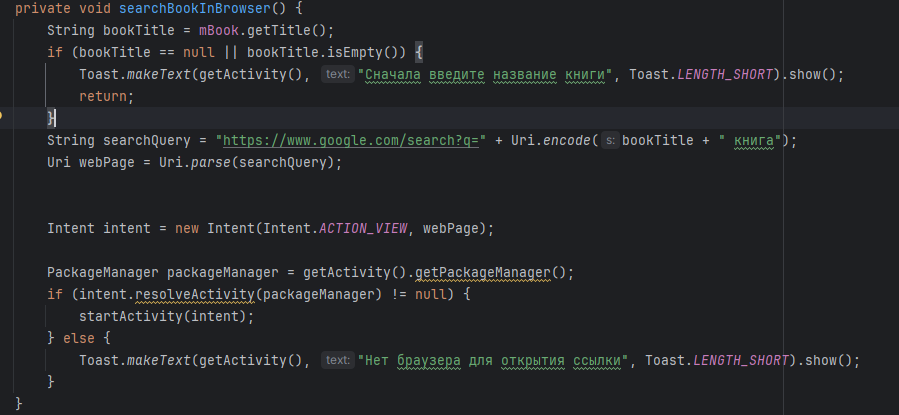 private void searchBookInBrowser() {
    String bookTitle = mBook.getTitle();
    if (bookTitle == null || bookTitle.isEmpty()) {
        Toast.makeText(getActivity(), text: "Сначала введите название книги", Toast.LENGTH_SHORT).show();
        return;
    }
    String searchQuery = "https://www.google.com/search?q=" + Uri.encode( s: bookTitle + " книга");
    Uri webPage = Uri.parse(searchQuery);
    Intent intent = new Intent(Intent.ACTION_VIEW, webPage);
    PackageManager packageManager = getActivity().getPackageManager();
    if (intent.resolveActivity(packageManager) != null) {
        startActivity(intent);
    } else {
        Toast.makeText(getActivity(), text: "Нет браузера для открытия ссылки", Toast.LENGTH_SHORT).show();
    }
}